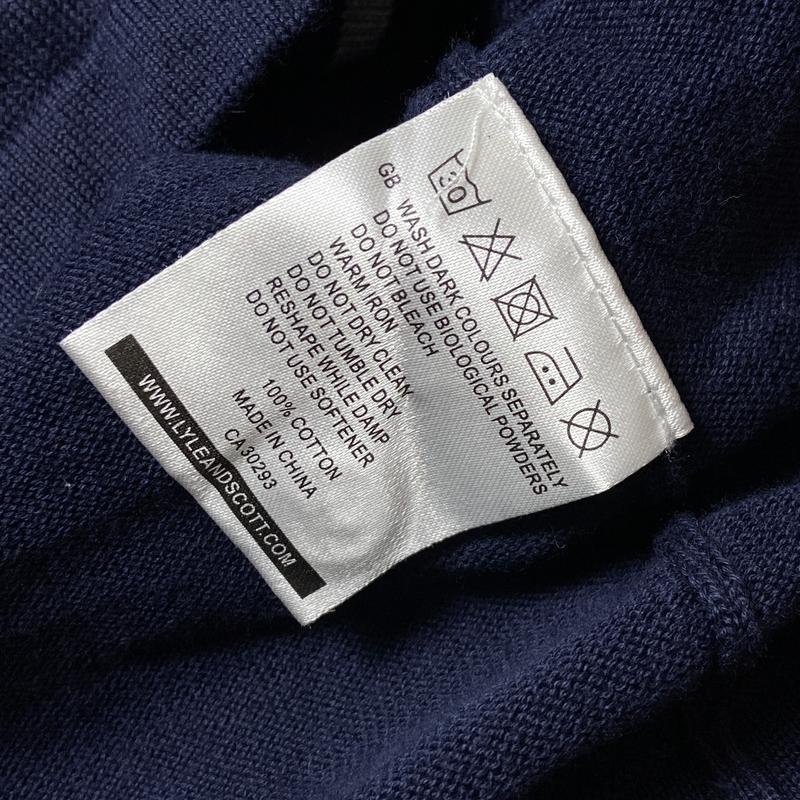 30
GB WASH DARK COLOURS SEPARATELY
DO NOT USE BIOLOGICAL POWDERS
DO NOT BLEACH
WARM IRON
DO NOT DRY CLEAN
DO NOT TUMBLE DRY
RESHAPE WHILE DAMP
DO NOT USE SOFTENER
100% COTTON
MADE IN CHINA
CA30293
WWW.LYLEANDSCOTT.COM